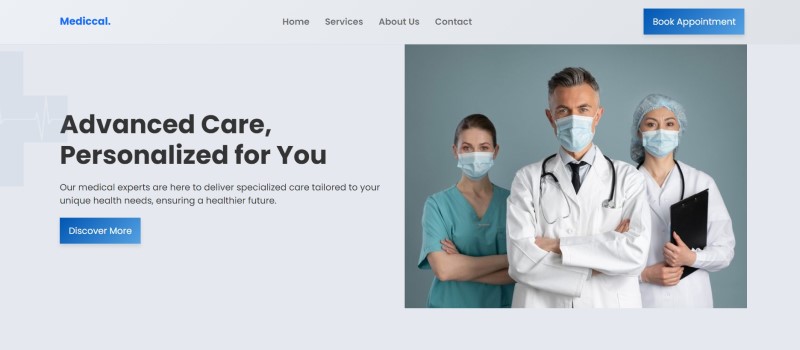 Mediccal.
Home Services About Us Contact
Book Appointment
Advanced Care,
Personalized for You
Our medical experts are here to deliver specialized care tailored to your
unique health needs, ensuring a healthier future.
Discover More